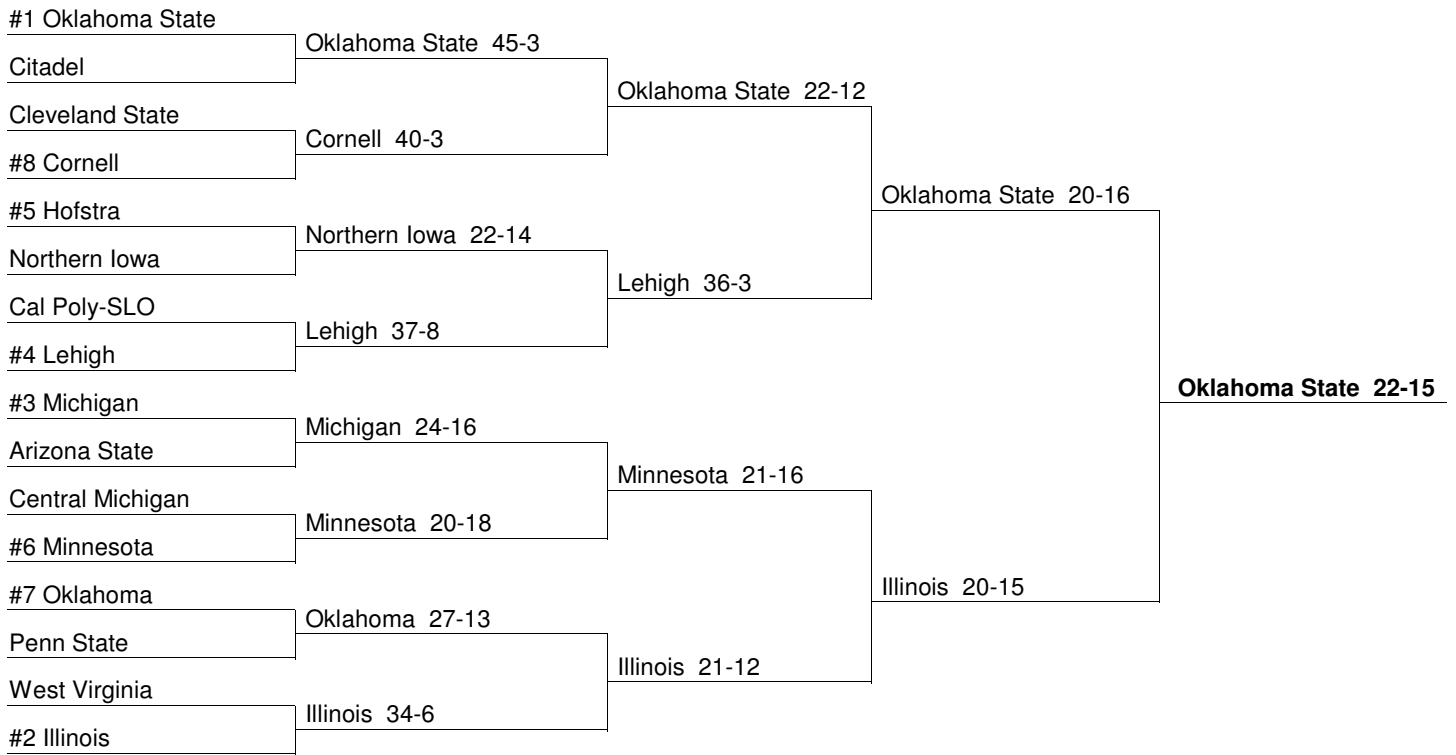 #1 Oklahoma State
Oklahoma State 45-3
Citadel
Oklahoma State 22-12
Cleveland State
Cornell 40-3
#8 Cornell
Oklahoma State 20-16
#5 Hofstra
Northern Iowa 22-14
Northern Iowa
Lehigh 36-3
Cal Poly-SLO
Lehigh 37-8
#4 Lehigh
Oklahoma State 22-15
#3 Michigan
Michigan 24-16
Arizona State
Minnesota 21-16
Central Michigan
Minnesota 20-18
#6 Minnesota
Illinois 20-15
#7 Oklahoma
Oklahoma 27-13
Penn State
Illinois 21-12
West Virginia
Illinois 34-6
#2 Illinois